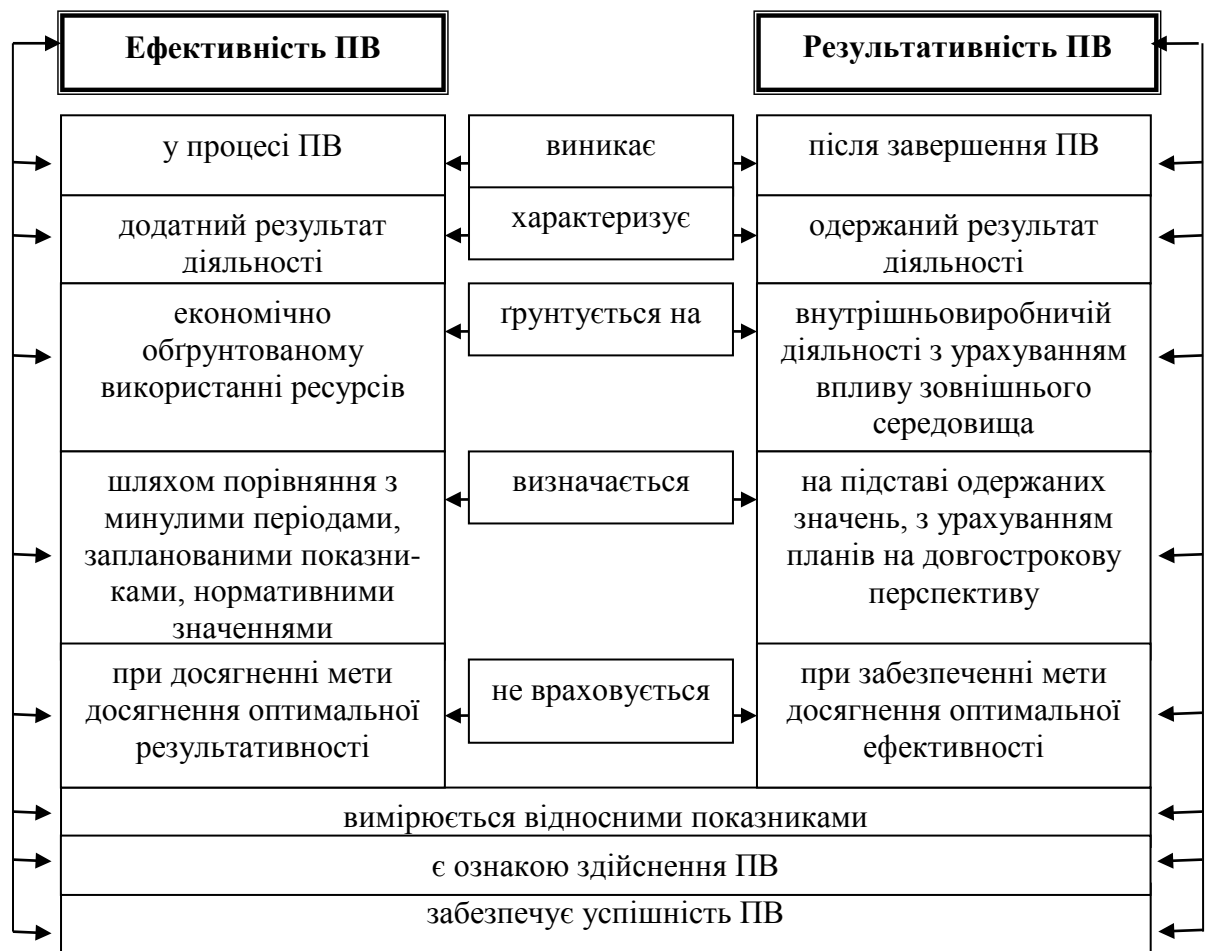 Ефективність ПВ
Результативність ПВ
у процесі ПВ
виникає
після завершення ПВ
додатний результат
діяльності
характеризує
одержаний результат
діяльності
економічно
обґрунтованому
використанні ресурсів
ґрунтується на
внутрішньовиробничій
діяльності з урахуванням
впливу зовнішнього
середовища
шляхом порівняння з
минулими періодами,
запланованими показни-
ками, нормативними
значеннями
визначається
на підставі одержаних
значень, з урахуванням
планів на довгострокову
перспективу
при досягненні мети
досягнення оптимальної
результативності
не враховується
при забезпеченні мети
досягнення оптимальної
ефективності
вимірюється відносними показниками
є ознакою здійснення ПВ
забезпечує успішність ПВ